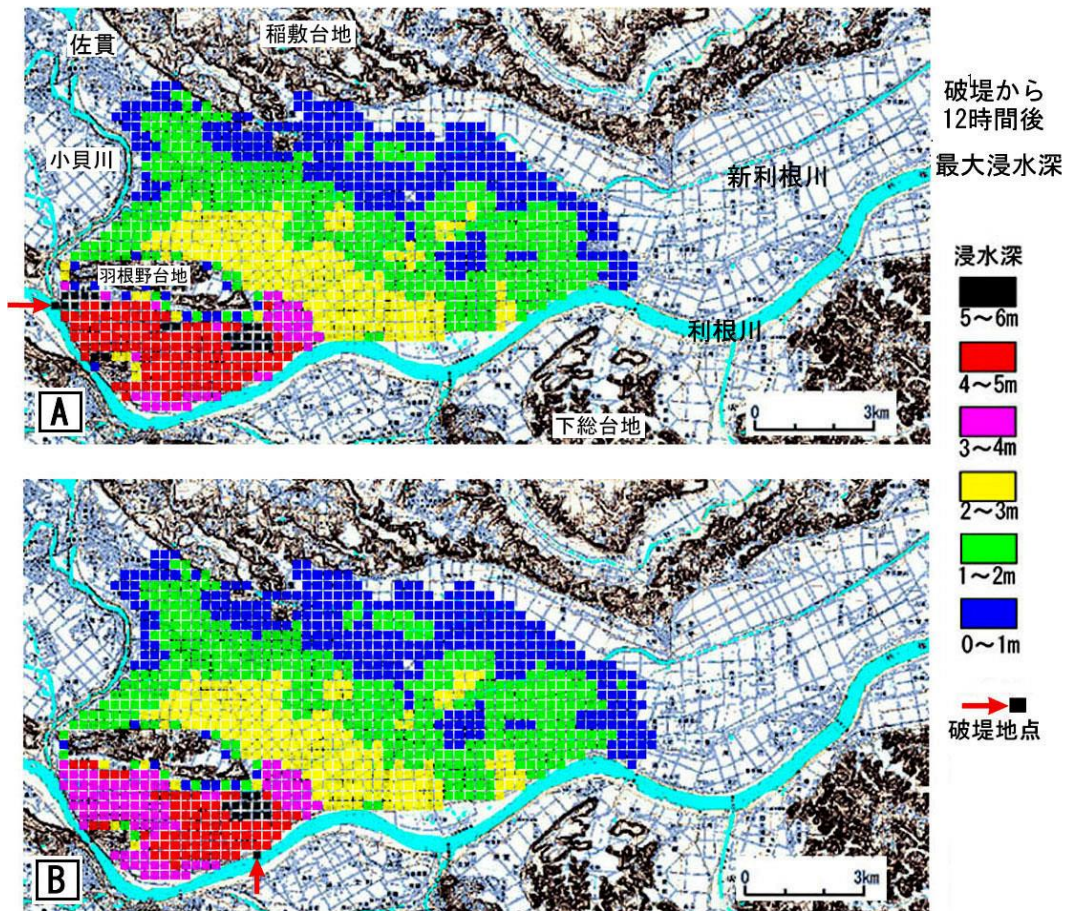 佐貫
稲敷台地
小貝川
新利根川
羽根野台地
利根川
下総台地
A
0 3km
1
破堤から
12時間後
最大浸水深
浸水深
5～6m
4～5m
3～4m
2～3m
1～2m
0～1m
破堤地点
B
0 3km